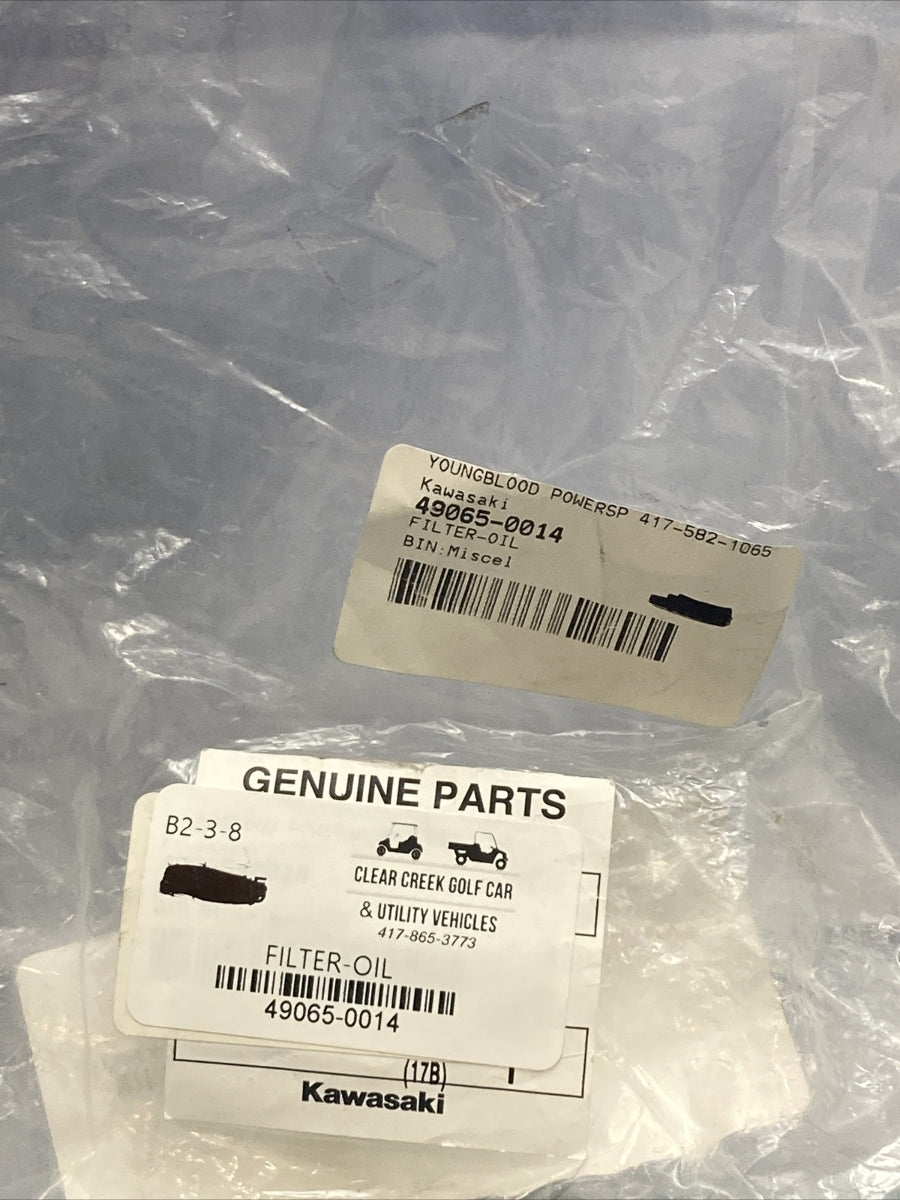 YOUNGBLOOD POWERSP 417-582-1065
Kawasaki
49065-0014
FILTER-OIL
BIN:Miscel
GENUINE PARTS
B2-3-8
CLEAR CREEK GOLF CAR
& UTILITY VEHICLES
417-865-3773
FILTER-OIL
49065-0014
(17B)
Kawasaki